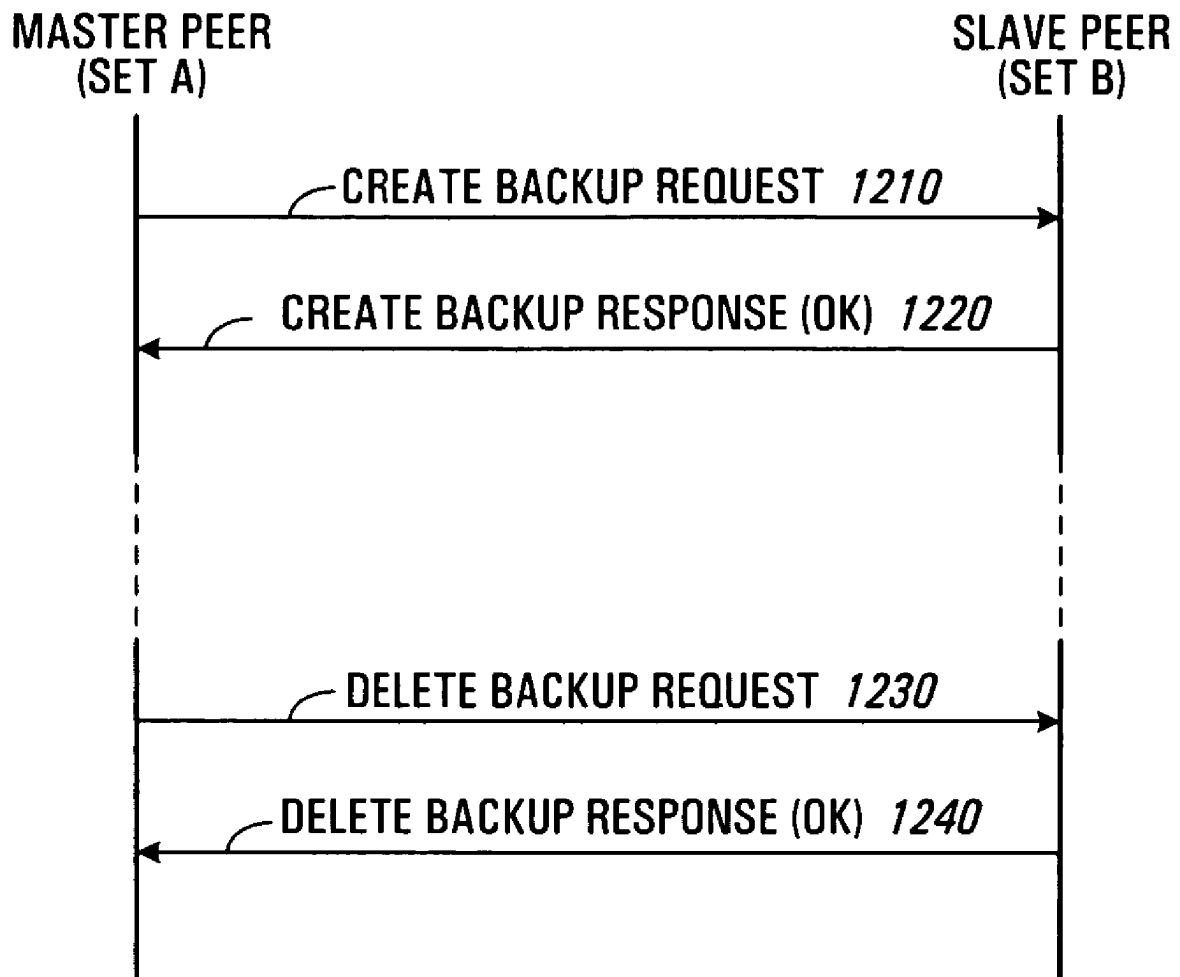 MASTER PEER
(SET A)
SLAVE PEER
(SET B)
CREATE BACKUP REQUEST 1210
CREATE BACKUP RESPONSE (OK) 1220
DELETE BACKUP REQUEST 1230
DELETE BACKUP RESPONSE (OK) 1240